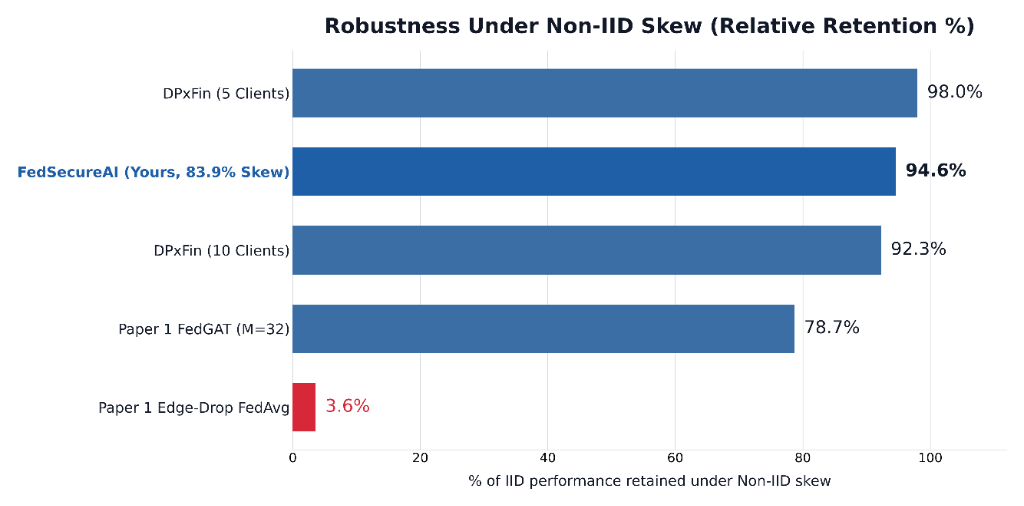 Robustness Under Non-IID Skew (Relative Retention %)
DPxFin (5 Clients)
98.0%
FedSecureAI (Yours, 83.9% Skew)
94.6%
DPxFin (10 Clients)
92.3%
Paper 1 FedGAT (M=32)
78.7%
Paper 1 Edge-Drop FedAvg
3.6%
0 20 40 60 80 100
% of IID performance retained under Non-IID skew